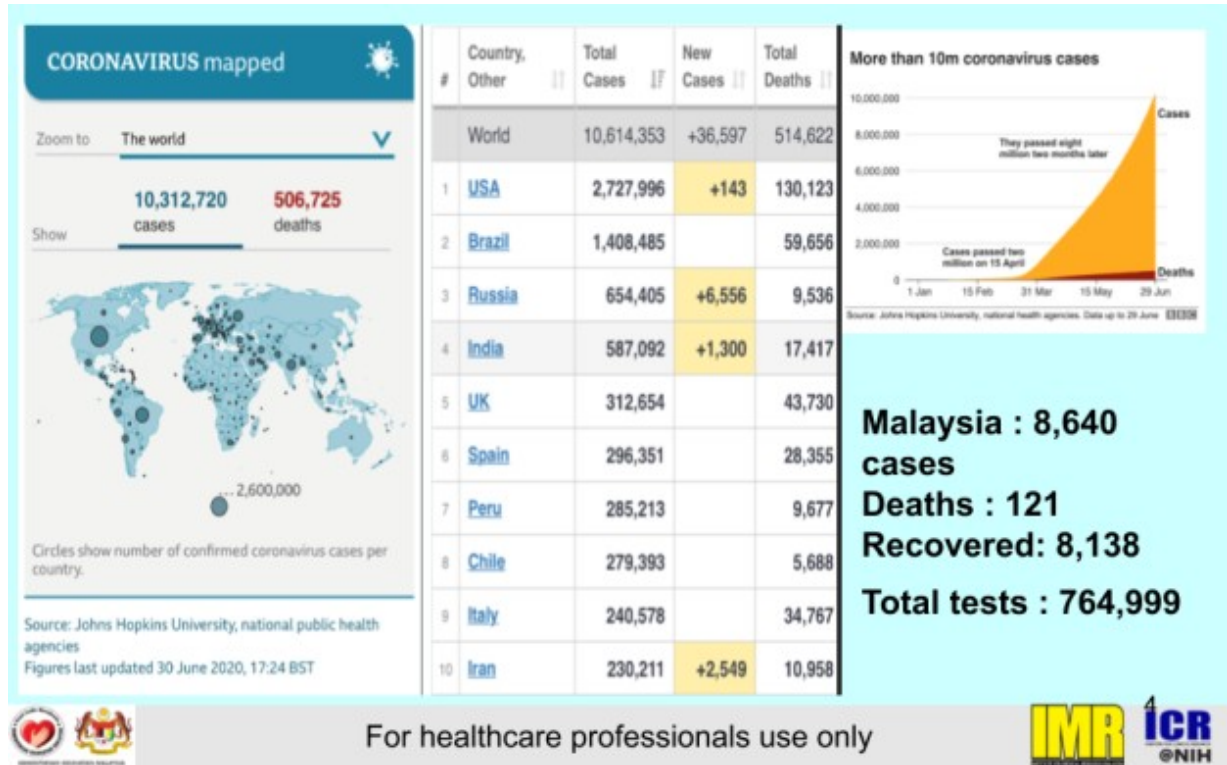 CORONAVIRUS mapped
Zoom to The world
10,312,720 506,725
cases deaths
Show
... 2,600,000
Circles show number of confirmed coronavirus cases per
country.
Source: Johns Hopkins University, national public health
agencies
Figures last updated 30 June 2020, 17:24 BST
# Country, Other Total Cases New Cases Total Deaths
World 10,614,353 +36,597 514,622
1 USA 2,727,996 +143 130,123
2 Brazil 1,408,485 59,656
3 Russia 654,405 +6,556 9,536
4 India 587,092 +1,300 17,417
5 UK 312,654 43,730
6 Spain 296,351 28,355
7 Peru 285,213 9,677
8 Chile 279,393 5,688
9 Italy 240,578 34,767
10 Iran 230,211 +2,549 10,958
More than 10m coronavirus cases
10,000,000
Cases
8,000,000
They passed eight
million two months later
6,000,000
4,000,000
2,000,000
Cases passed two
million on 15 April
Deaths
0
1 Jan 15 Feb 31 Mar 15 May 29 Jun
Source: Johns Hopkins University, national health agencies. Data up to 29 June BBC
Malaysia : 8,640
cases
Deaths : 121
Recovered: 8,138
Total tests : 764,999
For healthcare professionals use only
4
IMR
ICR
@NIH